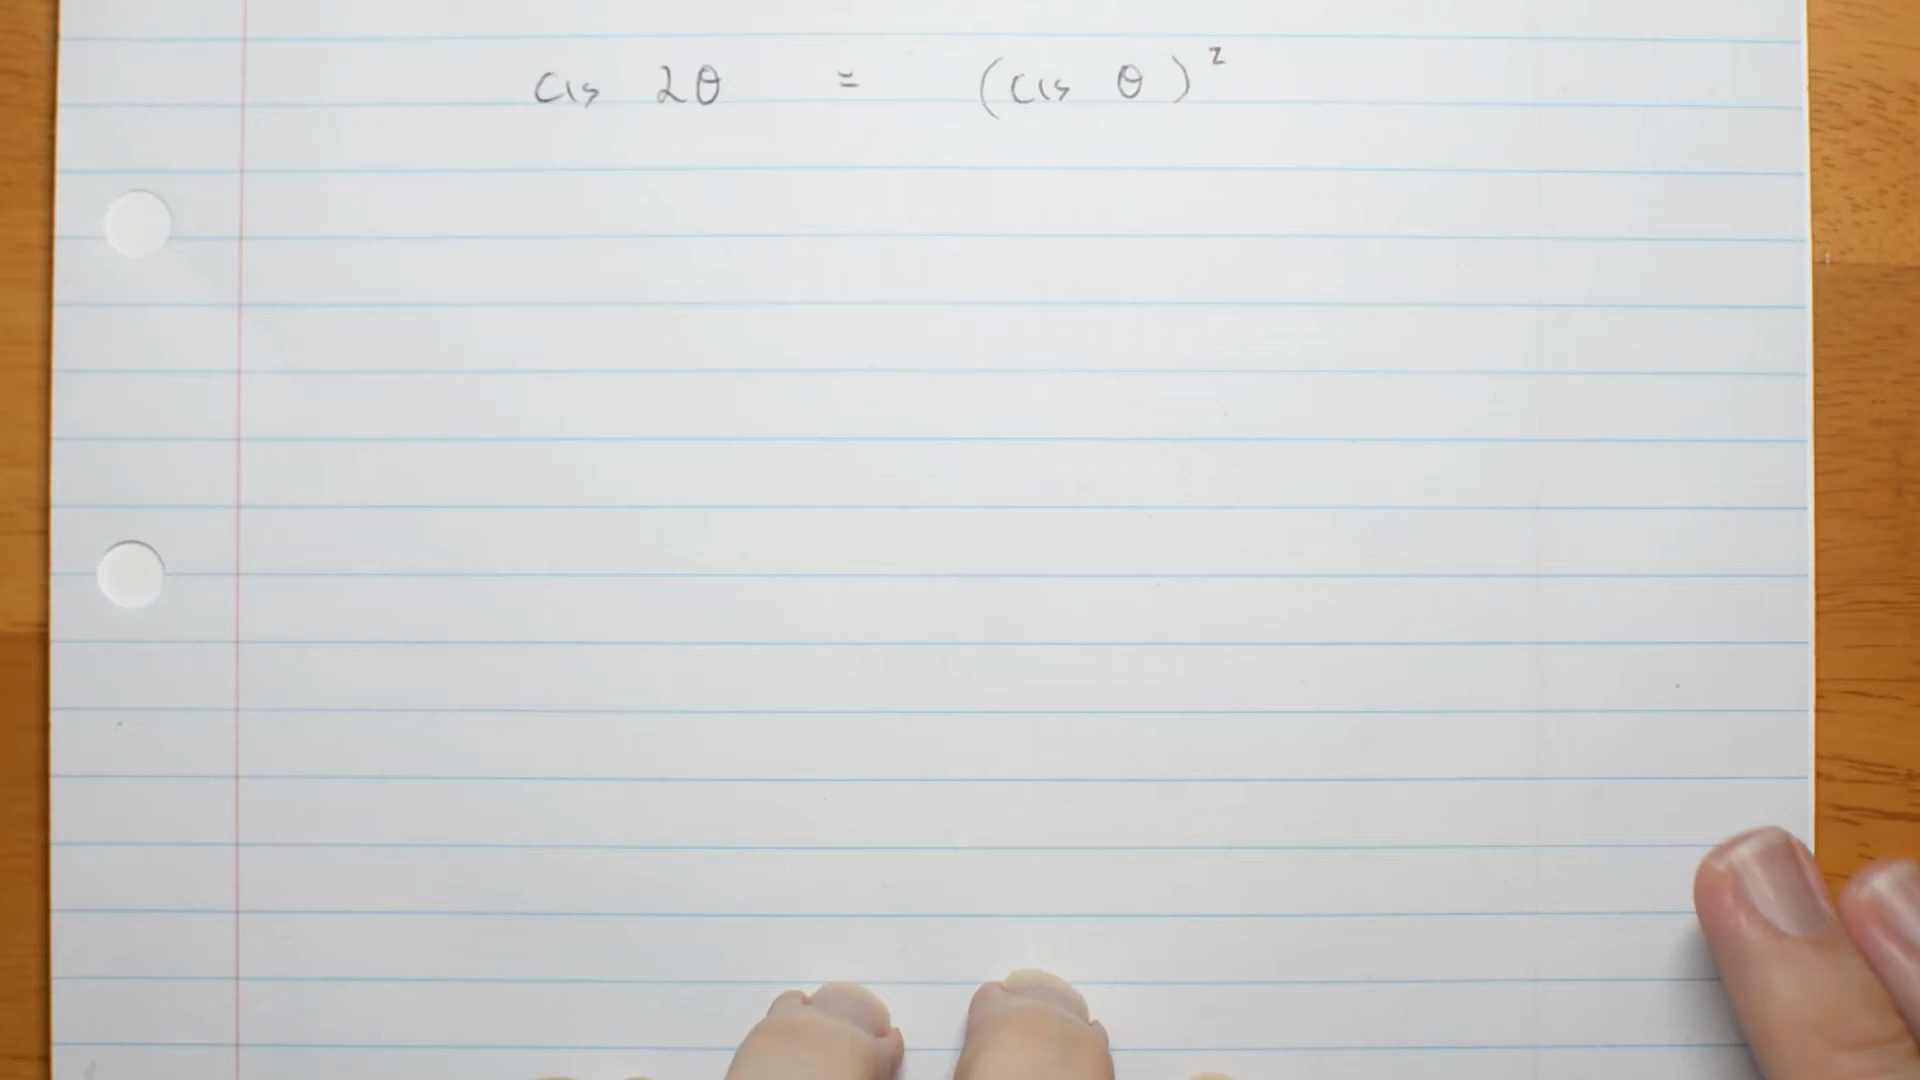 cis 2θ = (cis θ)²